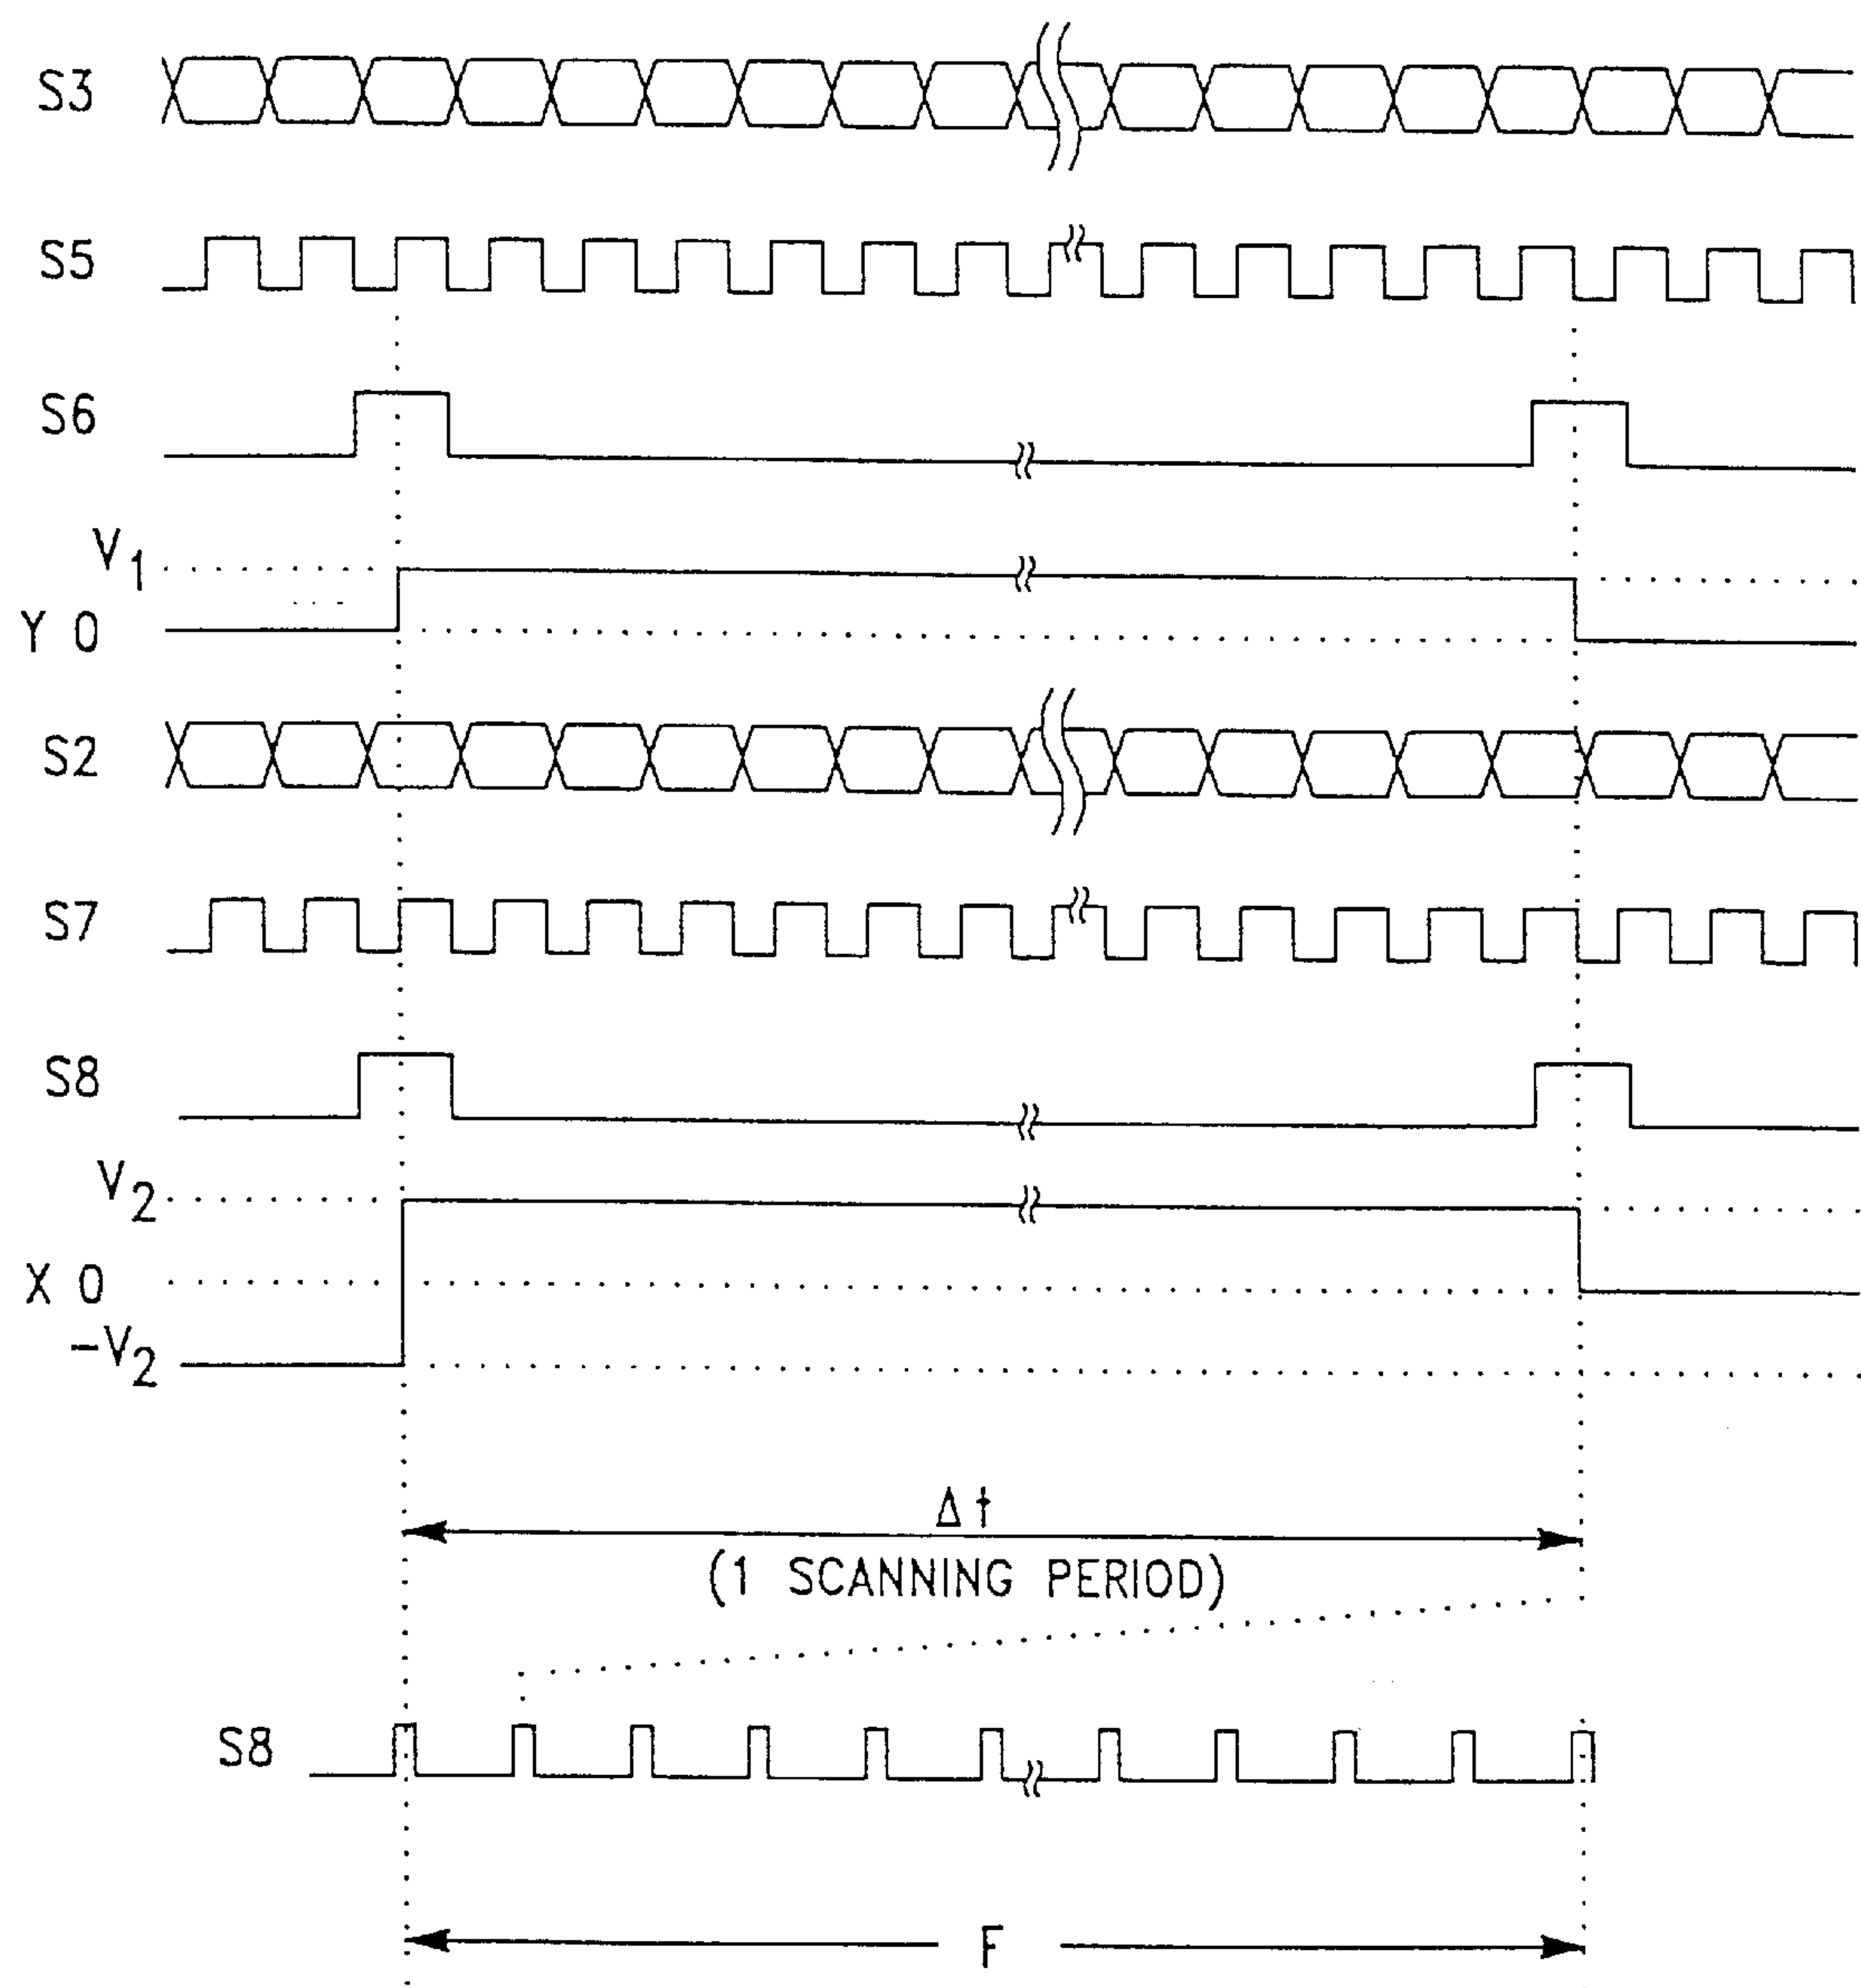 S3
S5
S6
V1
Y 0
S2
S7
S8
V2
X 0
-V2
Δt
(1 SCANNING PERIOD)
S8
F